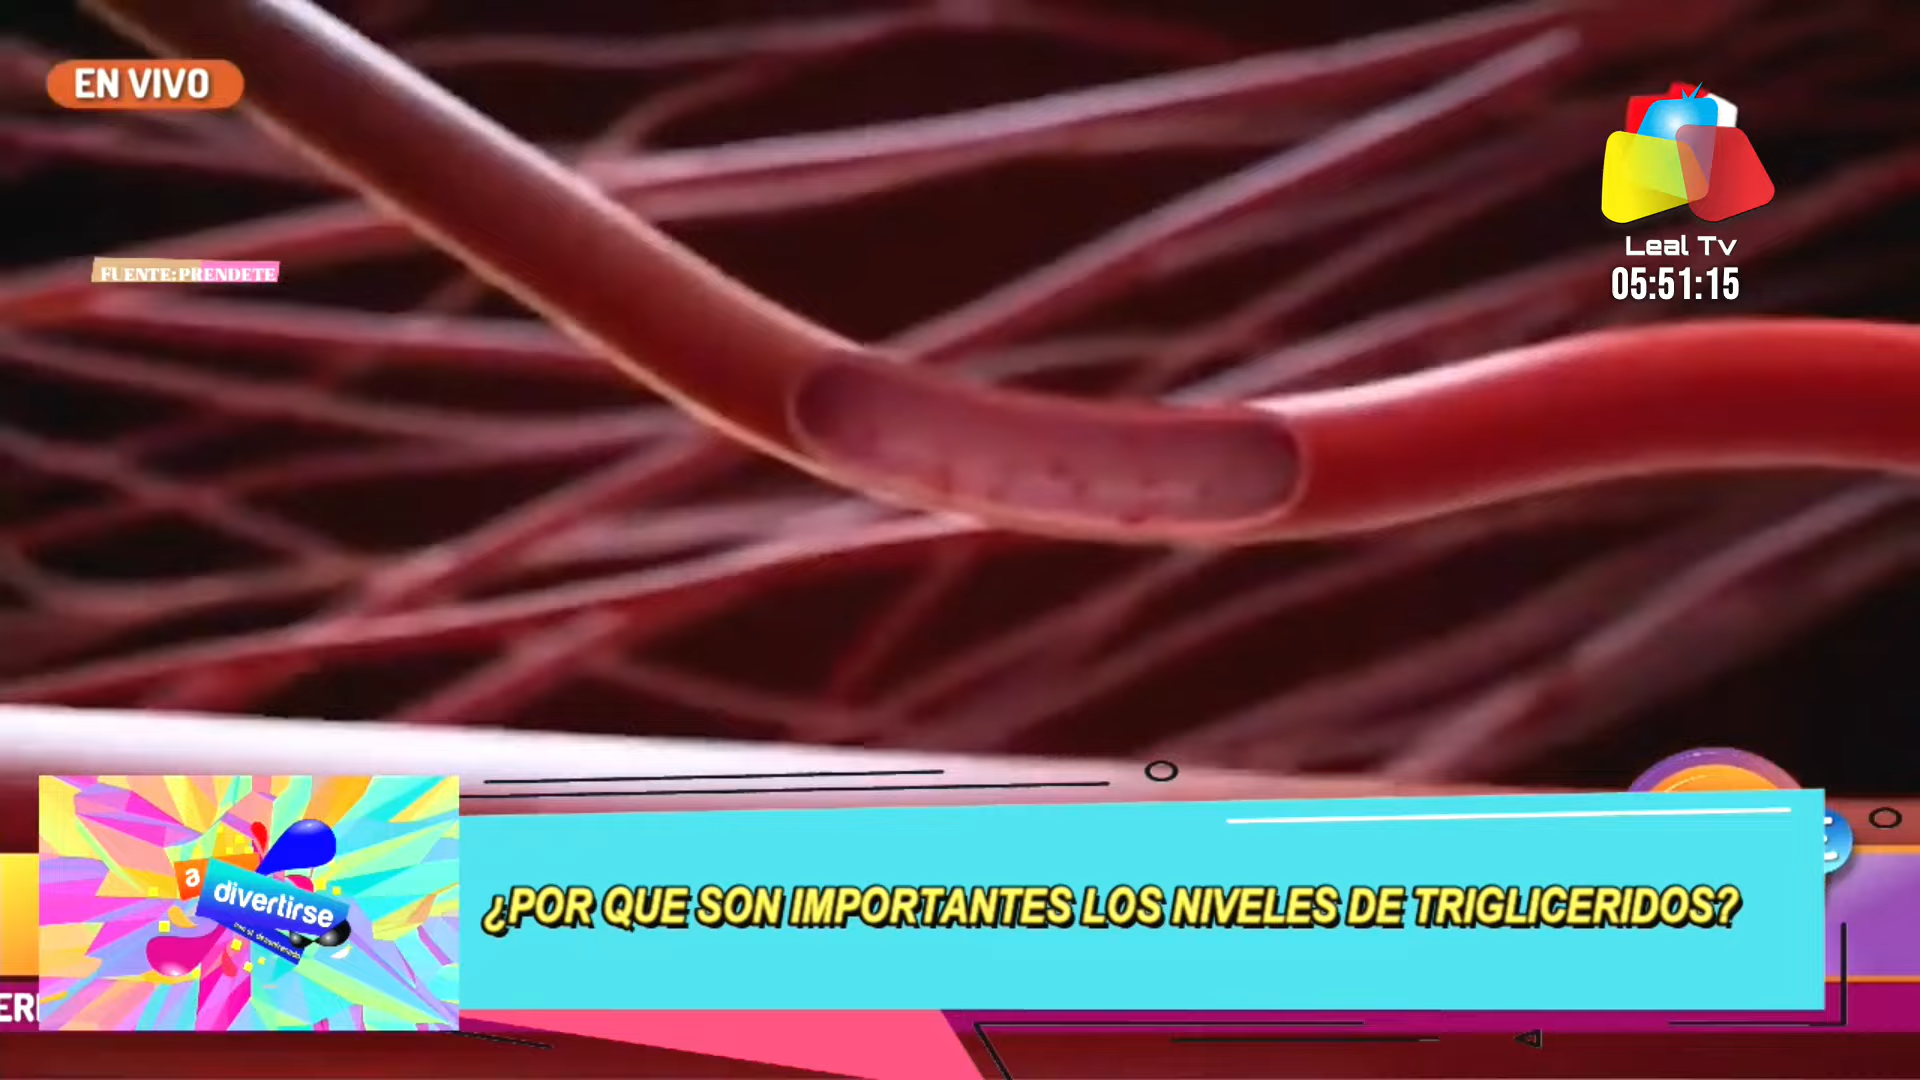 EN VIVO
Leal Tv
FUENTE: PRENDETE
05:51:15
a
divertirse
¿POR QUE SON IMPORTANTES LOS NIVELES DE TRIGLICERIDOS?